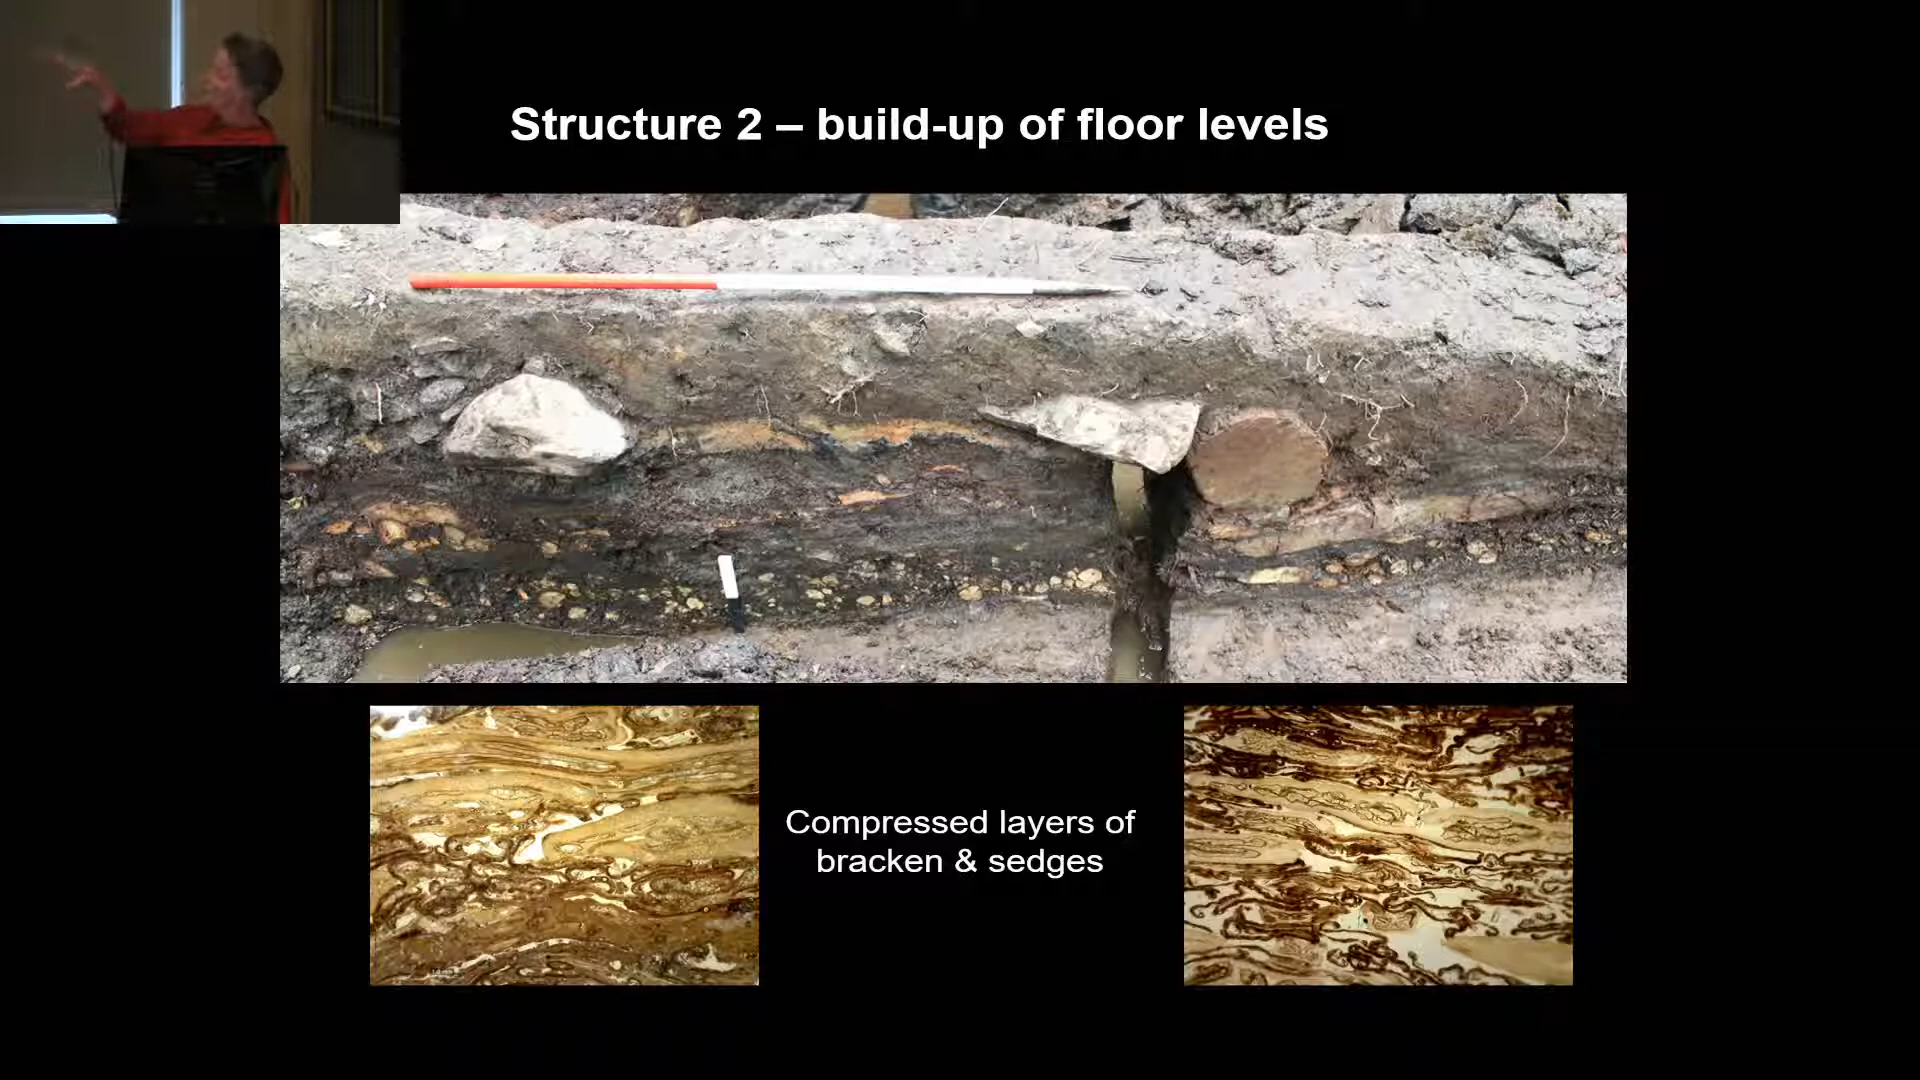 Structure 2 – build-up of floor levels
Compressed layers of
bracken & sedges